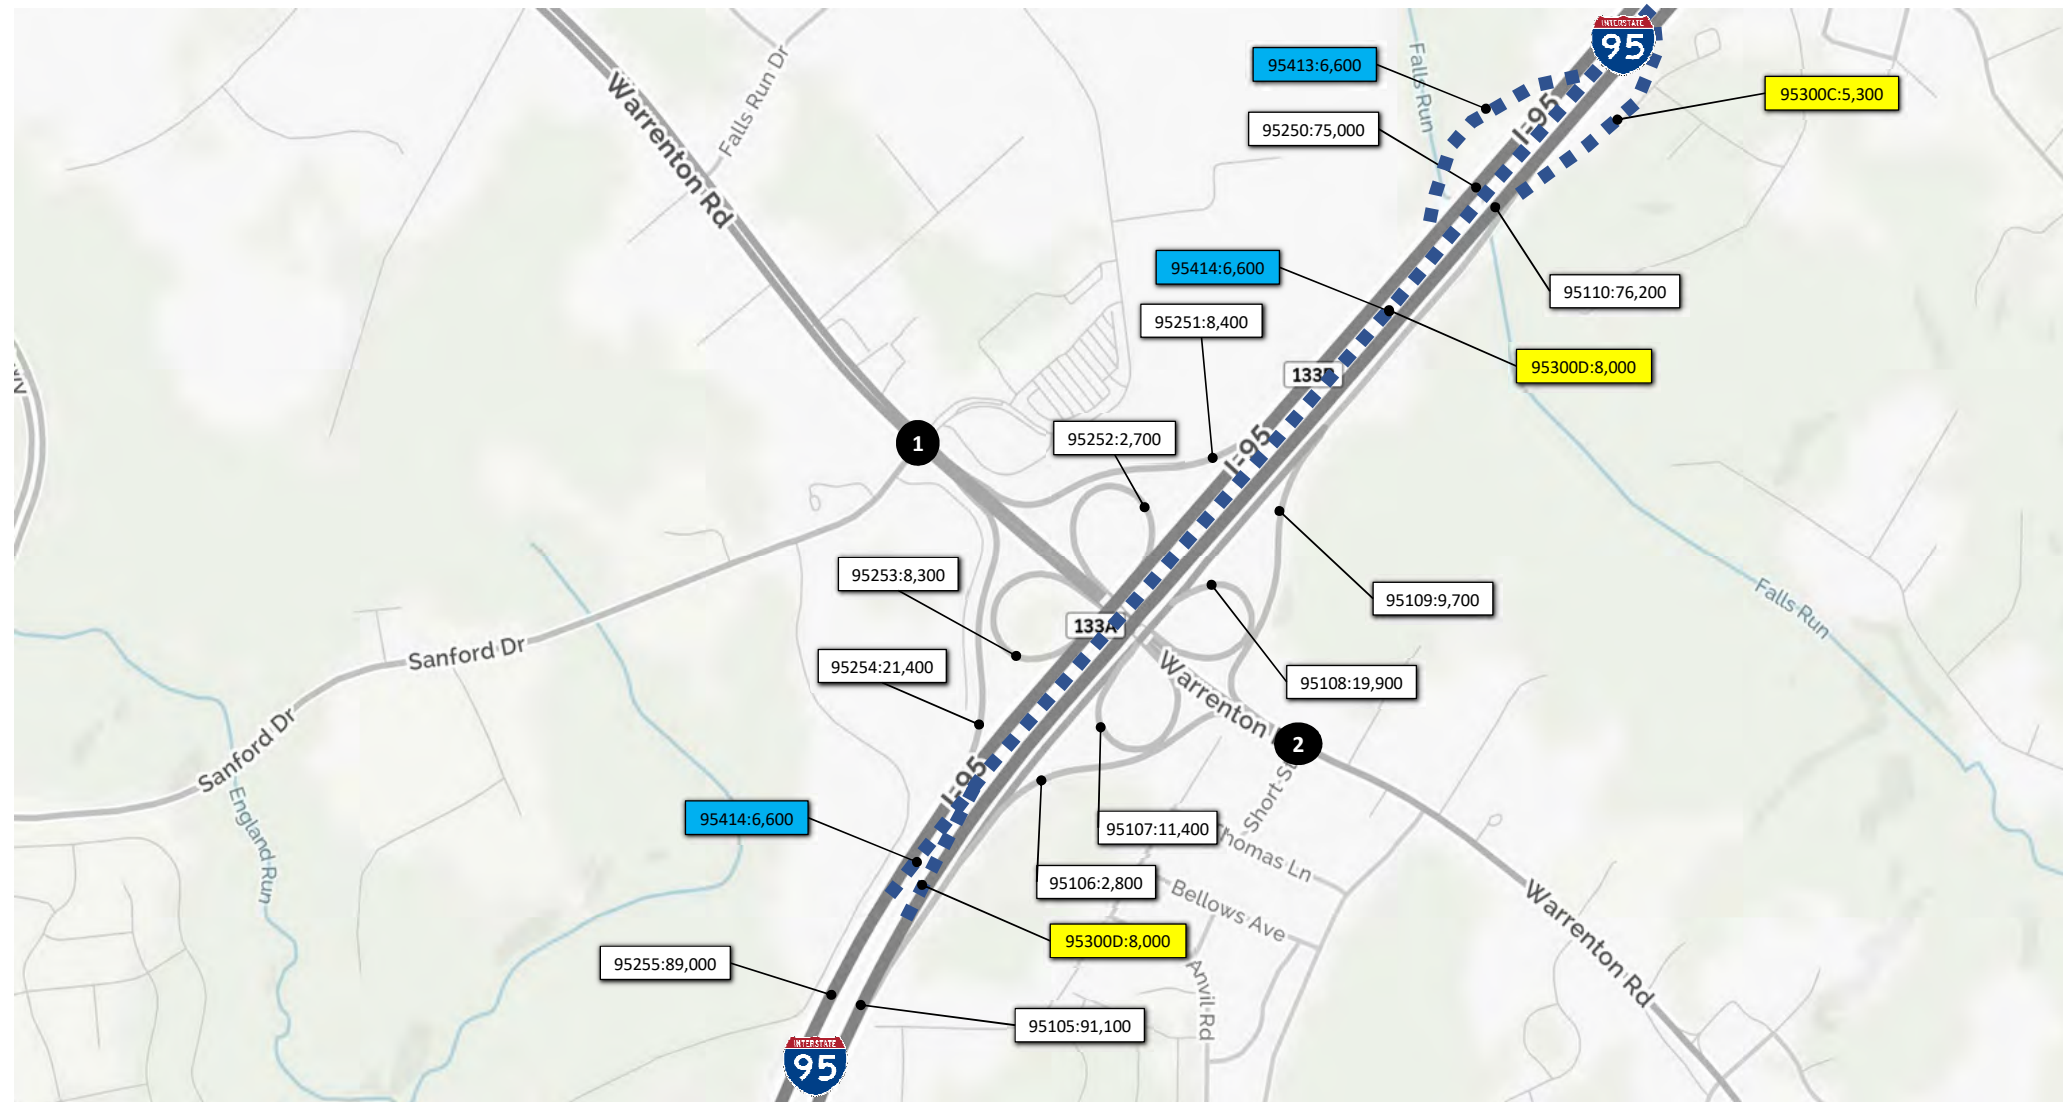 INTERSTATE
95
95413:6,600
95300C:5,300
Falls Run Dr
Falls Run
Warrenton Rd
95250:75,000
I-95
95414:6,600
95110:76,200
95251:8,400
95300D:8,000
133B
1
95252:2,700
I-95
95253:8,300
95109:9,700
Falls Run
133A
Sanford Dr
95254:21,400
95108:19,900
Warrenton
2
Sanford Dr
I-95
Short St
England Run
95414:6,600
95107:11,400
Thomas Ln
95106:2,800
Bellows Ave
Warrenton Rd
95300D:8,000
95255:89,000
Anvil Rd
95105:91,100
INTERSTATE
95